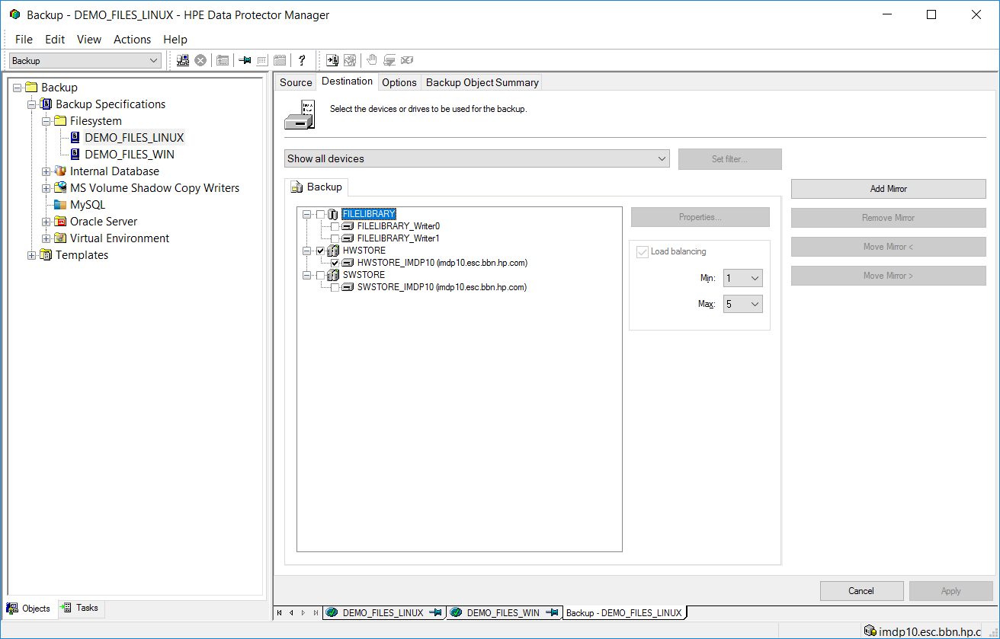 Backup - DEMO_FILES_LINUX - HPE Data Protector Manager
File Edit View Actions Help
Backup
Backup
Backup Specifications
Filesystem
DEMO_FILES_LINUX
DEMO_FILES_WIN
Internal Database
MS Volume Shadow Copy Writers
MySQL
Oracle Server
Virtual Environment
Templates
Objects Tasks
Source Destination Options Backup Object Summary
Select the devices or drives to be used for the backup.
Show all devices Set filter...
Backup
FILELIBRARY
FILELIBRARY_Writer0
FILELIBRARY_Writer1
HWSTORE
HWSTORE_IMDP10 (imdp10.esc.bbn.hp.com)
SWSTORE
SWSTORE_IMDP10 (imdp10.esc.bbn.hp.com)
Properties...
Load balancing
Min: 1
Max: 5
Add Mirror
Remove Mirror
Move Mirror <
Move Mirror >
Cancel Apply
DEMO_FILES_LINUX DEMO_FILES_WIN Backup - DEMO_FILES_LINUX
imdp10.esc.bbn.hp.c